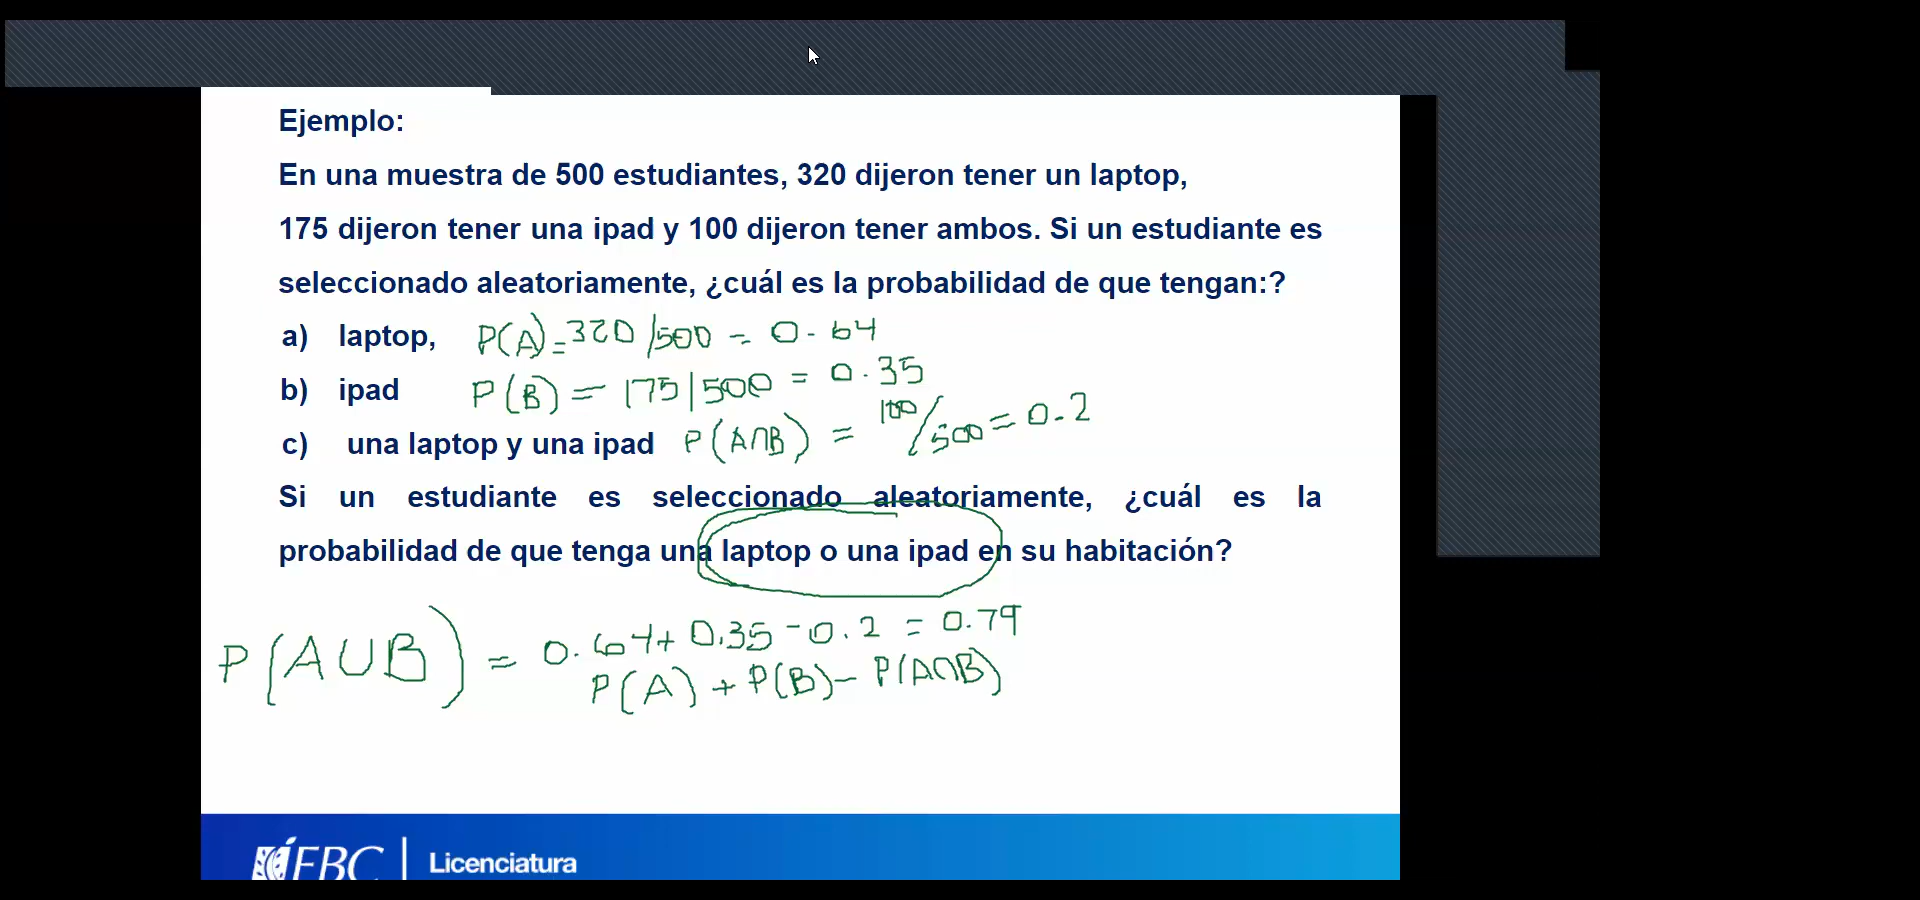 Ejemplo:
En una muestra de 500 estudiantes, 320 dijeron tener un laptop,
175 dijeron tener una ipad y 100 dijeron tener ambos. Si un estudiante es
seleccionado aleatoriamente, ¿cuál es la probabilidad de que tengan:?
a) laptop, P(A)=320/500 = 0.64
b) ipad P(B) = 175/500 = 0.35
c) una laptop y una ipad P(A∩B) = 100/500 = 0.2
Si un estudiante es seleccionado aleatoriamente, ¿cuál es la
probabilidad de que tenga una laptop o una ipad en su habitación?
P(A∪B) = 0.64+0.35-0.2 = 0.79
P(A) + P(B) - P(A∩B)
EBC | Licenciatura